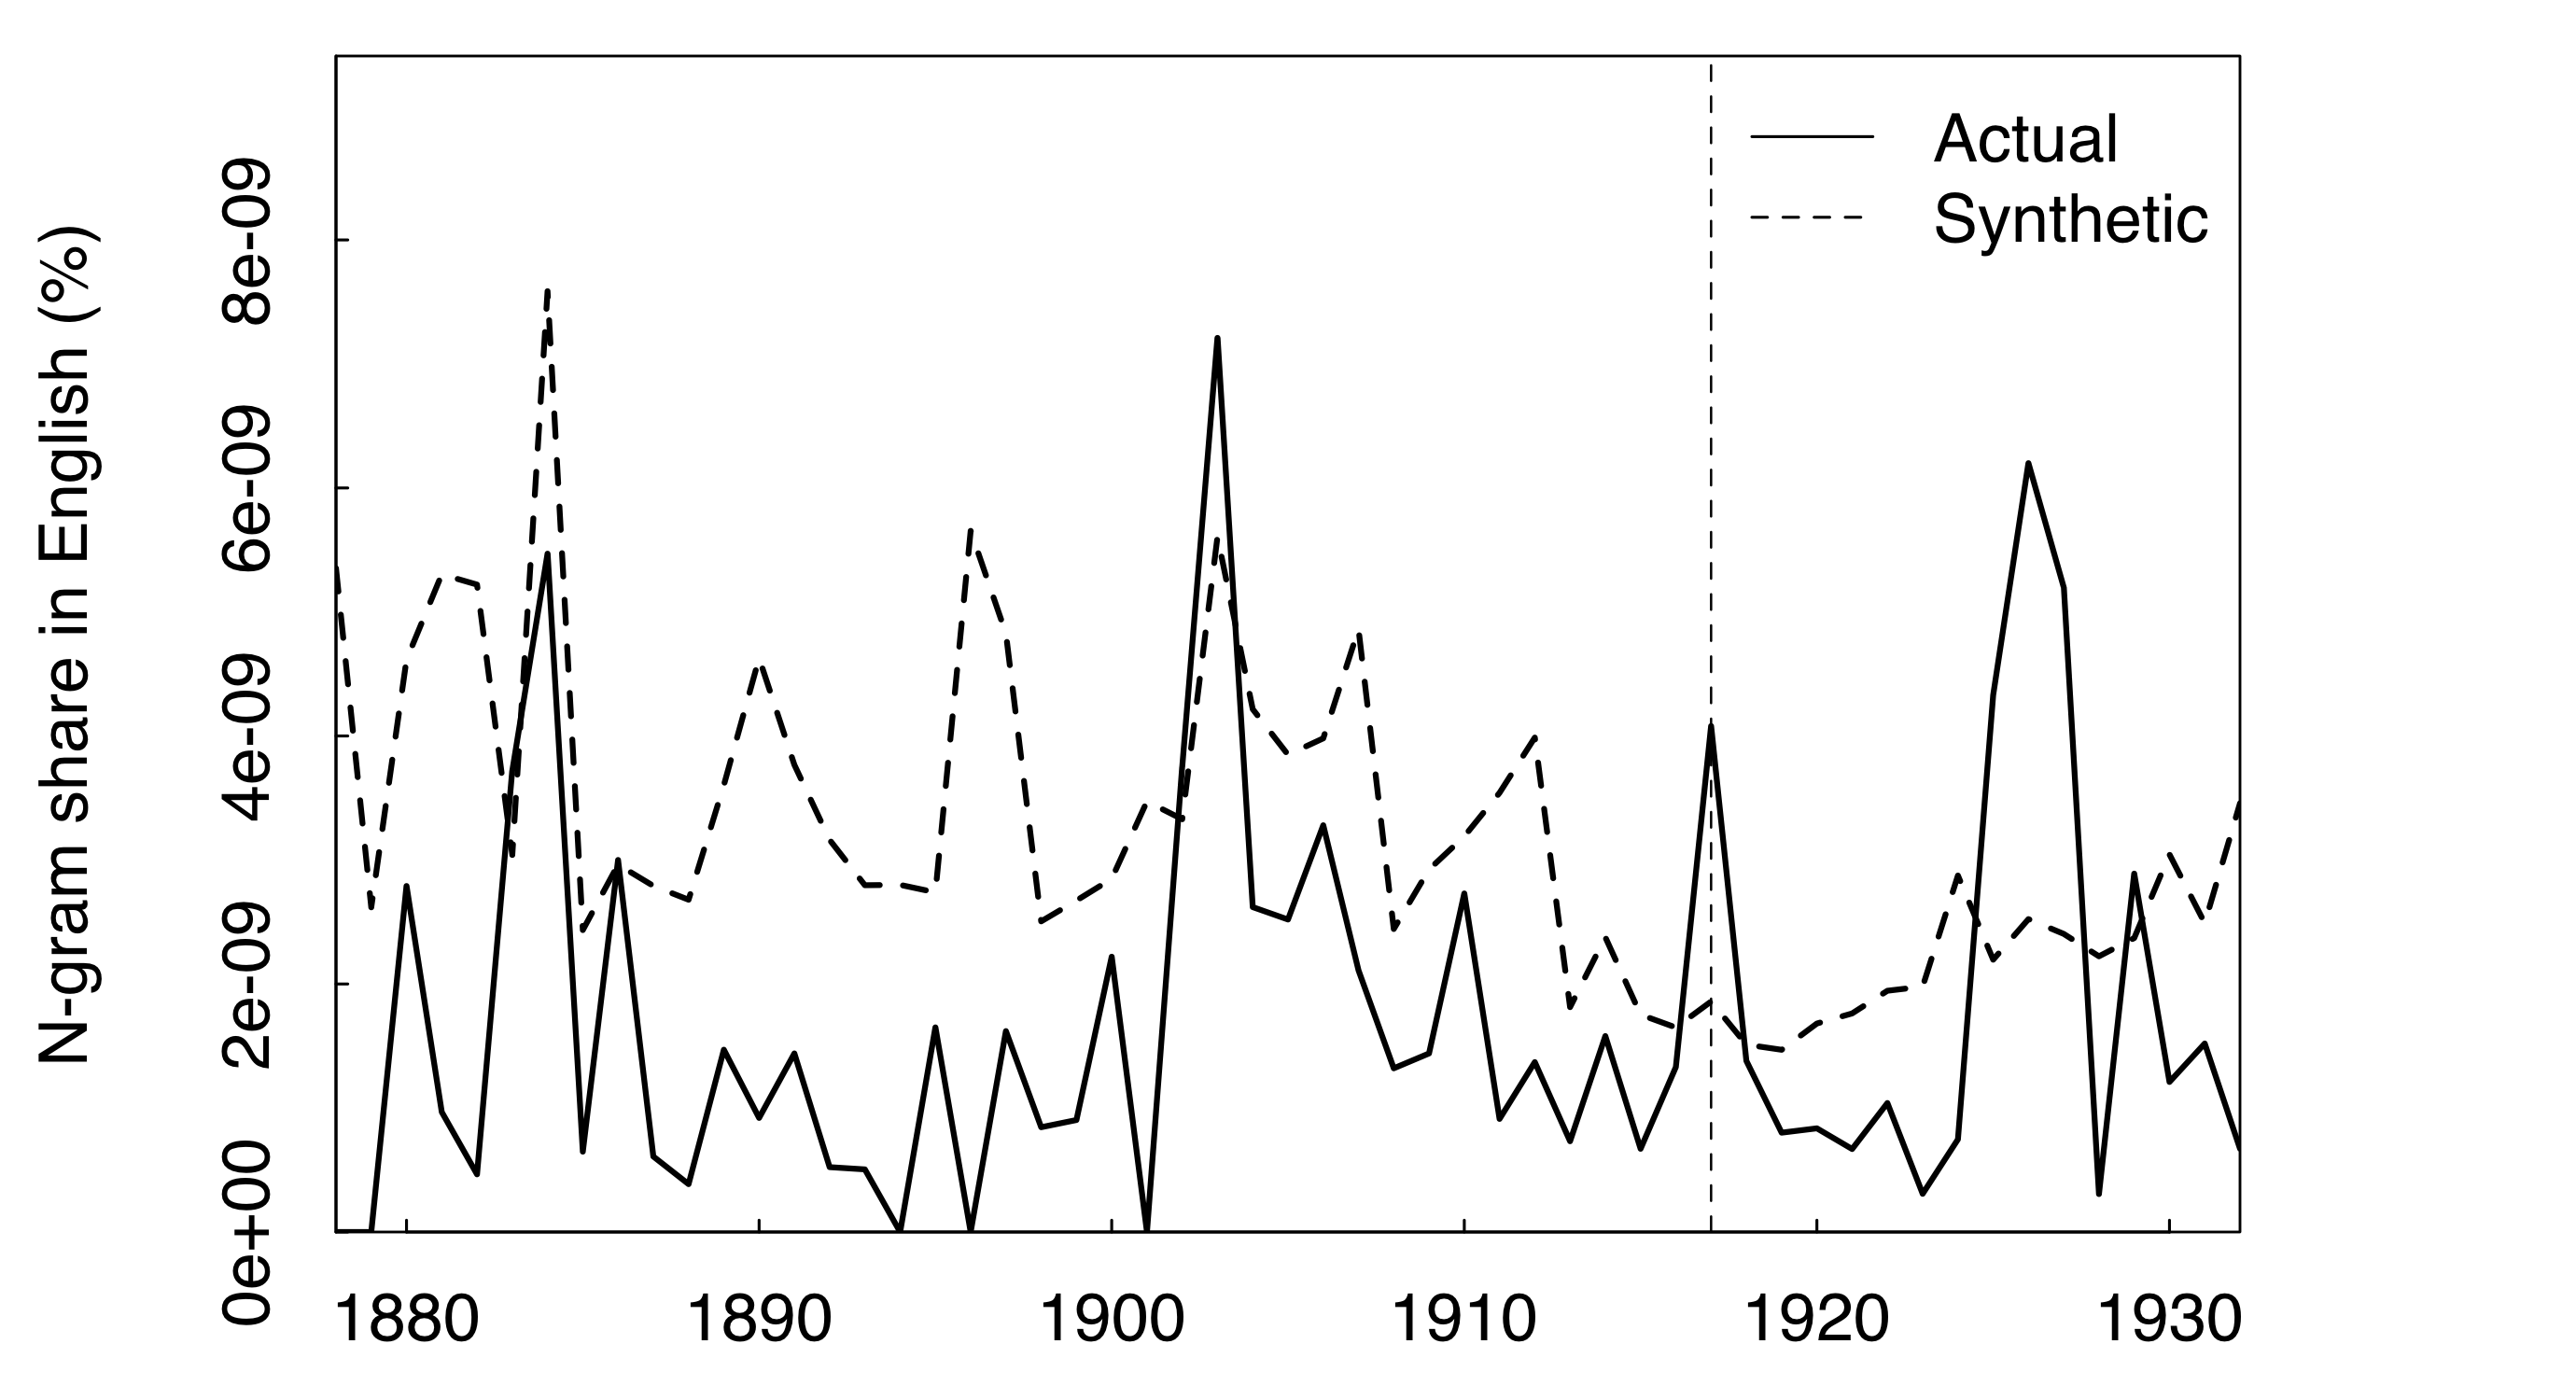 N-gram share in English (%)
8e-09
6e-09
4e-09
2e-09
0e+00
Actual
Synthetic
1880 1890 1900 1910 1920 1930